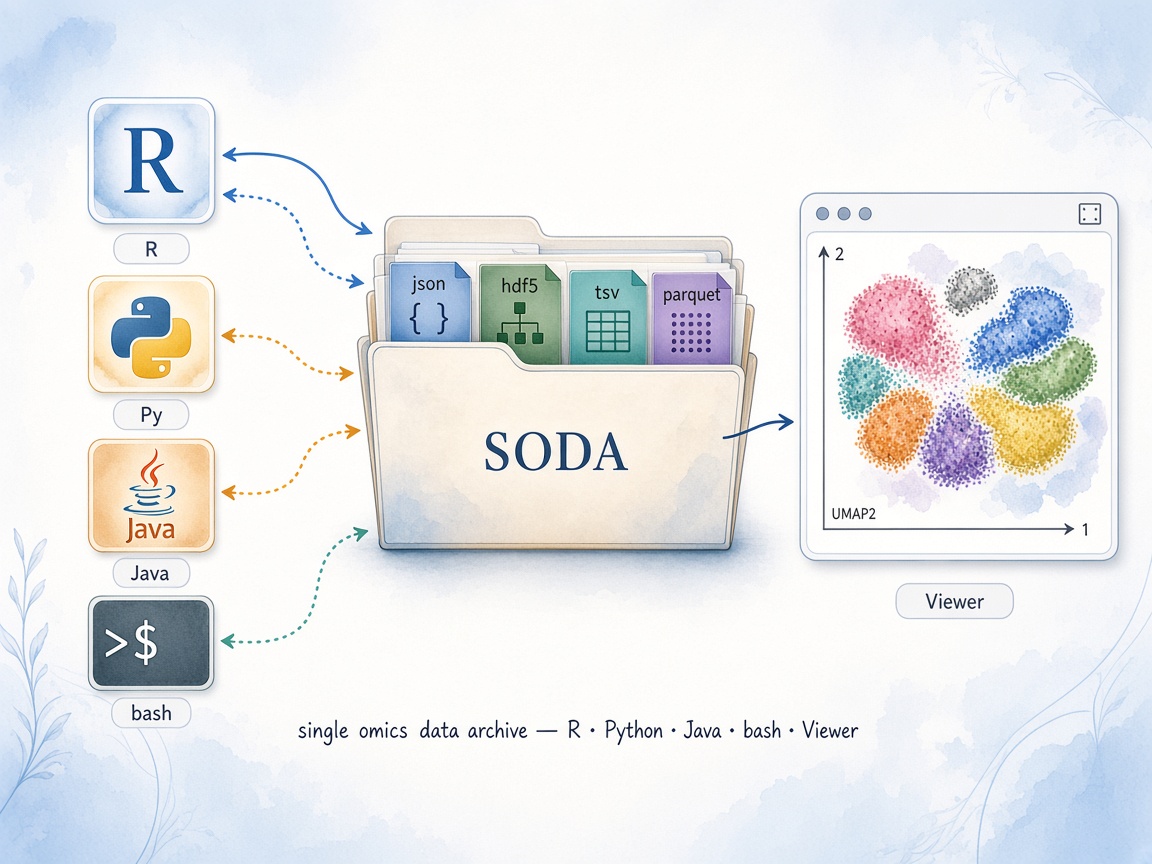 R
R
Py
Java
Java
>$
bash
json
{ }
hdf5
tsv
parquet
SODA
2
UMAP2
1
Viewer
single omics data archive — R • Python • Java • bash • Viewer